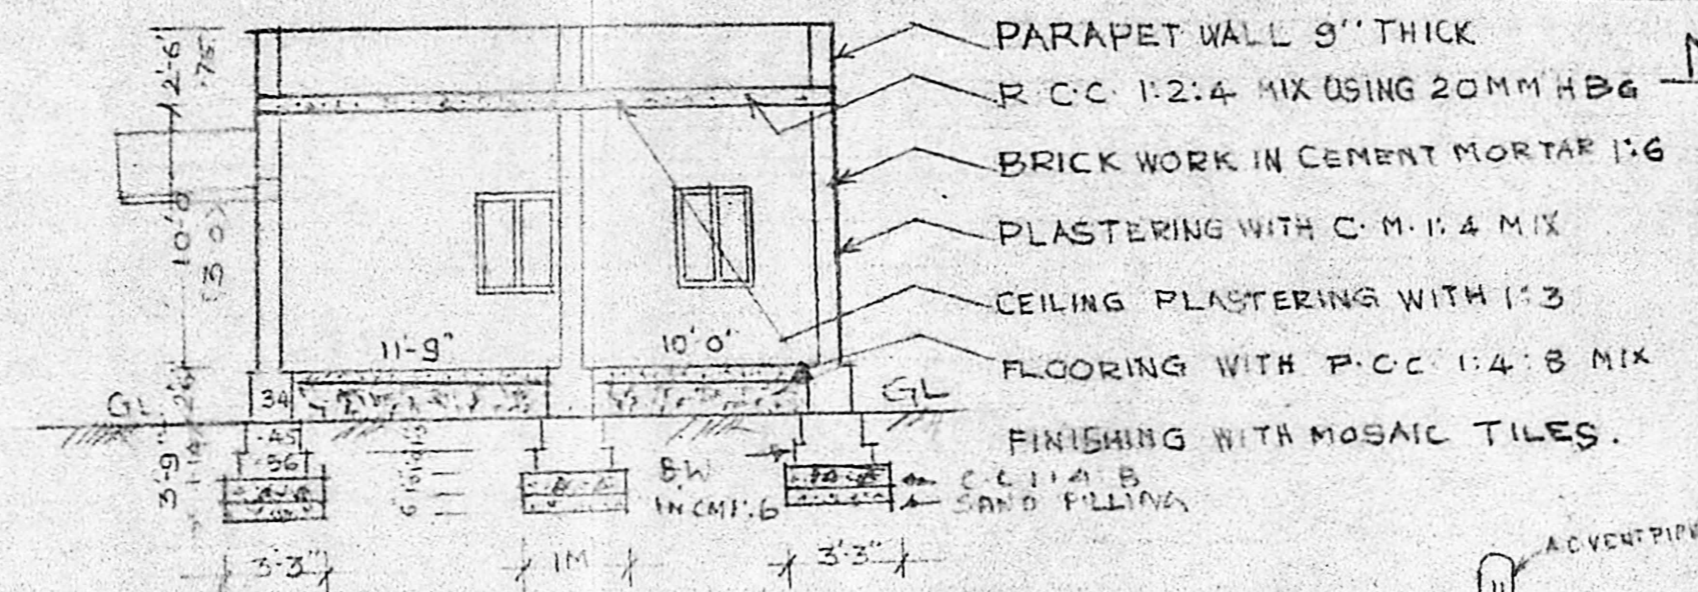 PARAPET WALL 9'' THICK
R.C.C. 1:2:4 MIX USING 20MM HBG
BRICK WORK IN CEMENT MORTAR 1:6
PLASTERING WITH C.M. 1:4 MIX
CEILING PLASTERING WITH 1:3
FLOORING WITH P.C.C 1:4:8 MIX
FINISHING WITH MOSAIC TILES.
2'-6"
.75
10'-0
(3.0)
11'-9"
10'-0"
GL
GL
34
.45
.56
3'-9"
B.W
IN CM 1:6
C.C 1:4:8
SAND FILLING
3'-3"
1M
3'-3"
A.C VENT PIPE